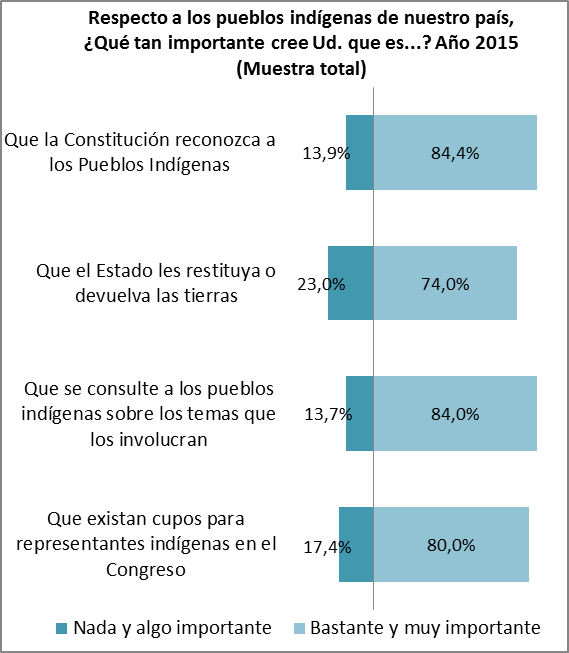 Respecto a los pueblos indígenas de nuestro país,
¿Qué tan importante cree Ud. que es...? Año 2015
(Muestra total)
Que la Constitución reconozca a
los Pueblos Indígenas
13,9%
84,4%
Que el Estado les restituya o
devuelva las tierras
23,0%
74,0%
Que se consulte a los pueblos
indígenas sobre los temas que
los involucran
13,7%
84,0%
Que existan cupos para
representantes indígenas en el
Congreso
17,4%
80,0%
Nada y algo importante
Bastante y muy importante